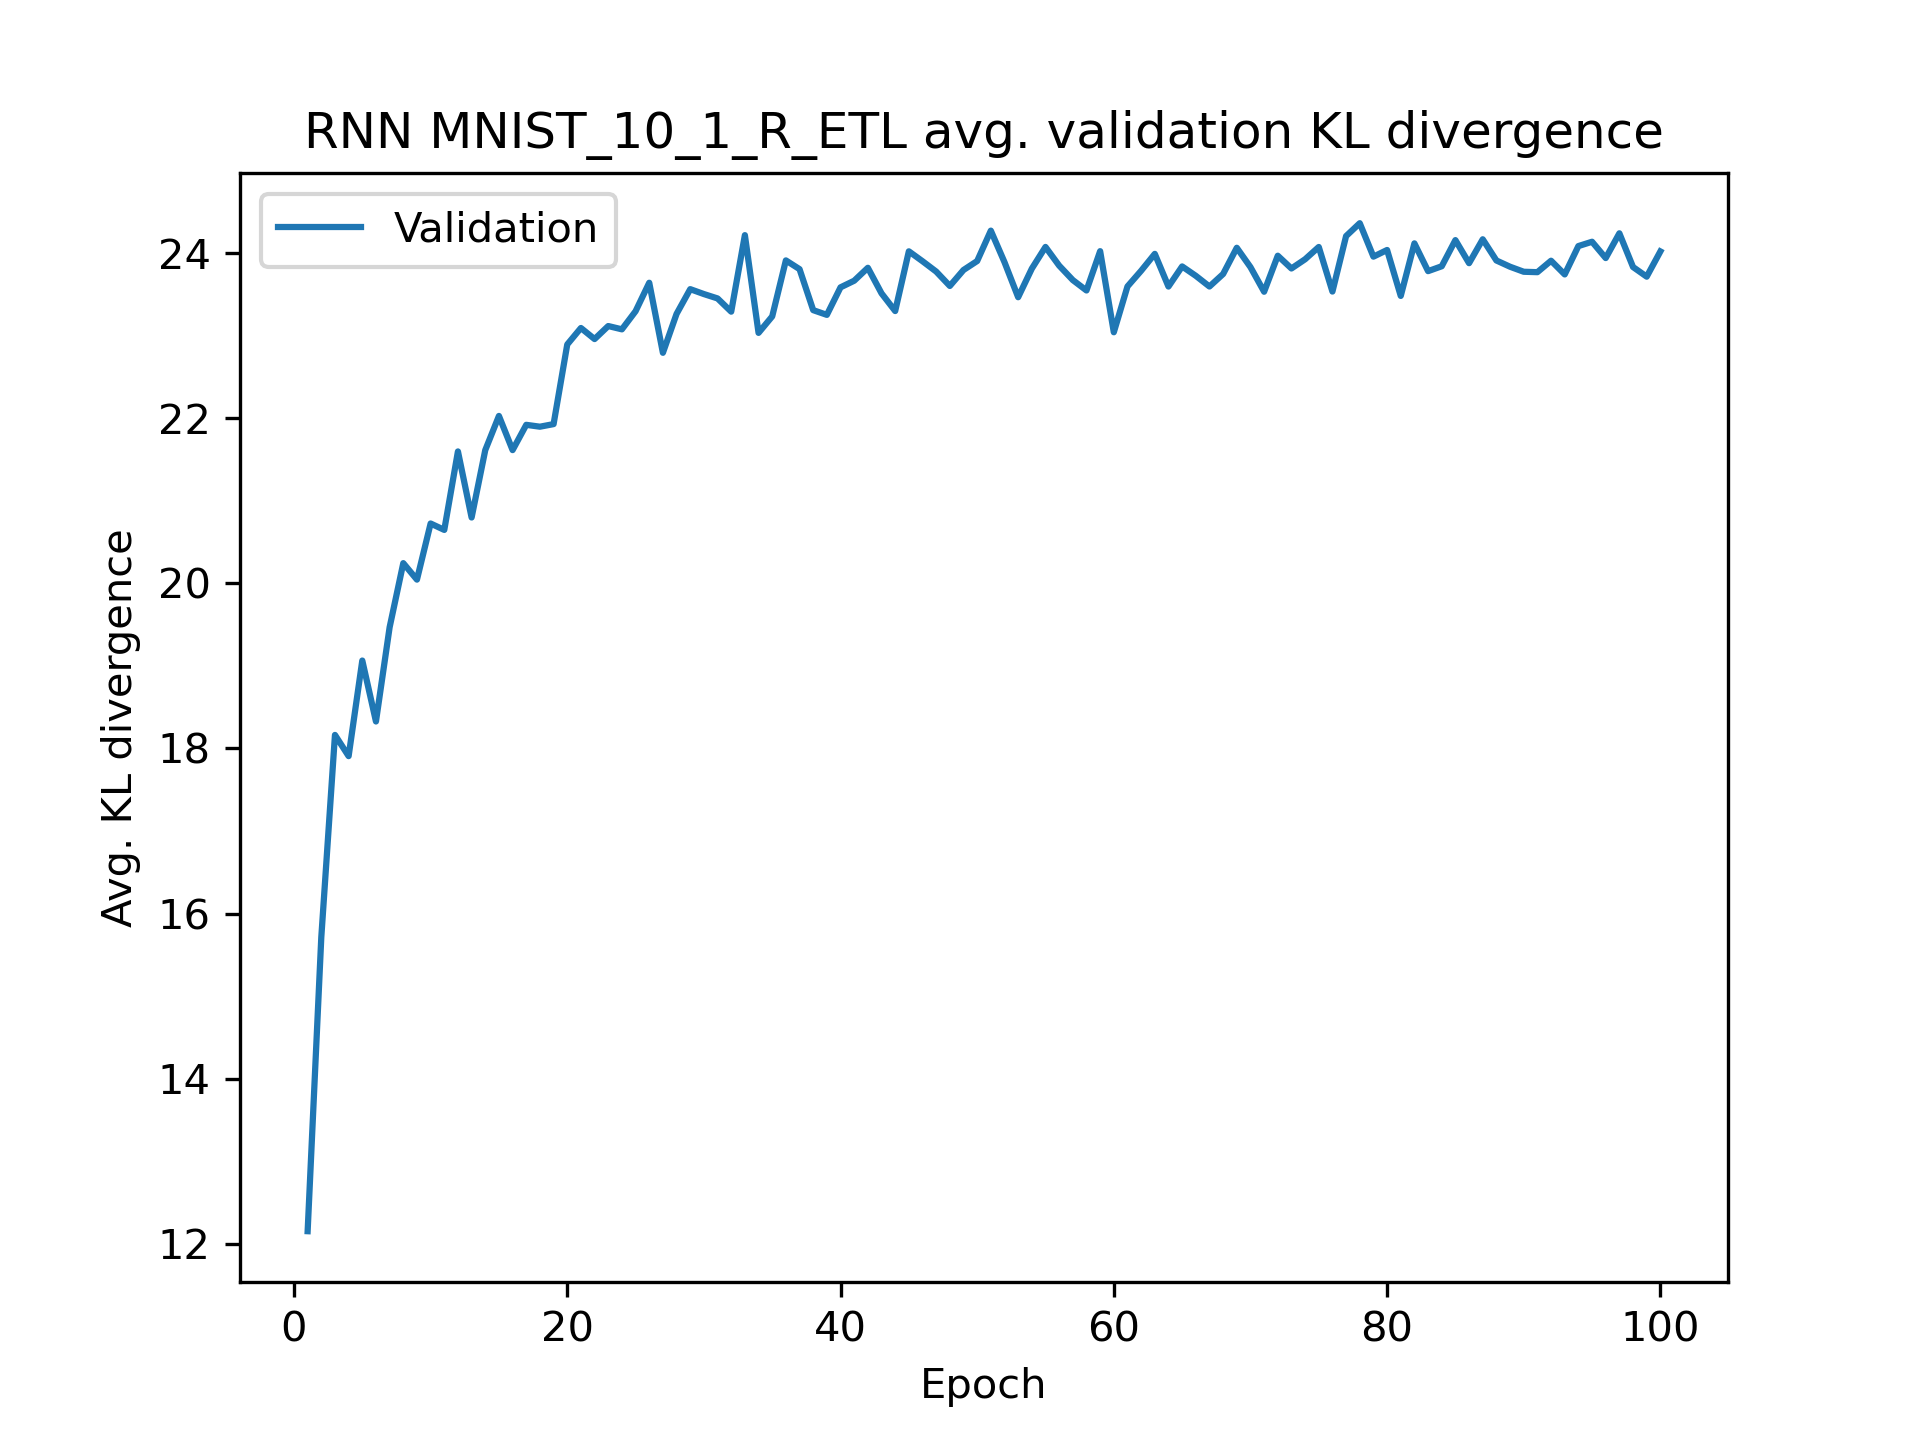 RNN MNIST_10_1_R_ETL avg. validation KL divergence
Validation
24
22
20
18
16
14
12
Avg. KL divergence
0 20 40 60 80 100
Epoch